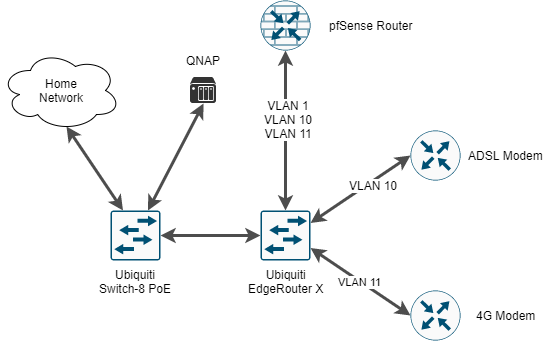 pfSense Router
QNAP
Home
Network
VLAN 1
VLAN 10
VLAN 11
ADSL Modem
VLAN 10
Ubiquiti
Switch-8 PoE
Ubiquiti
EdgeRouter X
VLAN 11
4G Modem